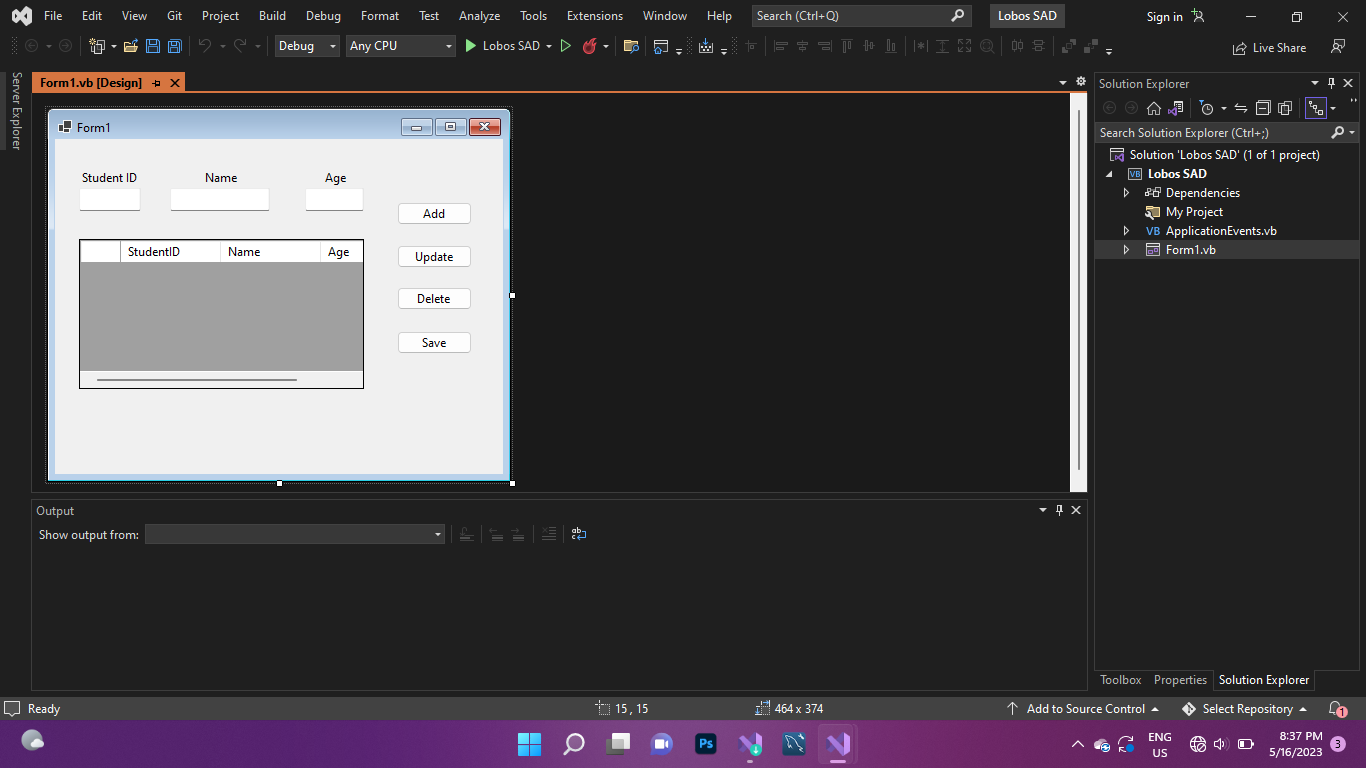 File Edit View Git Project Build Debug Format Test Analyze Tools Extensions Window Help Search (Ctrl+Q) Lobos SAD Sign in
Debug Any CPU Lobos SAD Live Share
Server Explorer
Form1.vb [Design]
Form1
Student ID Name Age
Add
StudentID Name Age
Update
Delete
Save
Solution Explorer
Search Solution Explorer (Ctrl+;)
Solution 'Lobos SAD' (1 of 1 project)
VB Lobos SAD
Dependencies
My Project
VB ApplicationEvents.vb
Form1.vb
Output
Show output from:
Toolbox Properties Solution Explorer
Ready 15 , 15 464 x 374 Add to Source Control Select Repository 1
Ps
ENG
US
8:37 PM
5/16/2023
3